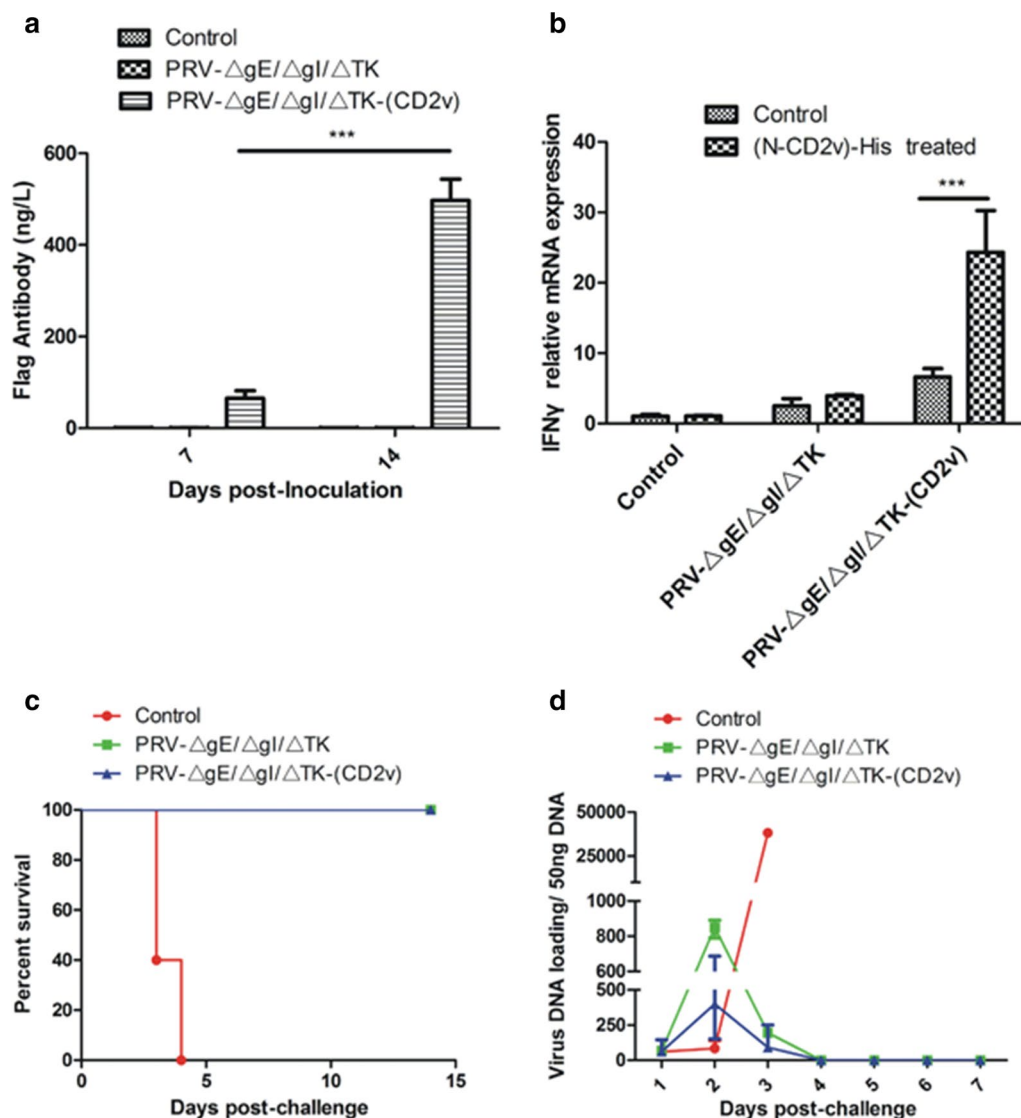 a
Control
PRV-△gE/△gI/△TK
PRV-△gE/△gI/△TK-(CD2v)
***
600
400
200
0
Flag Antibody (ng/L)
7
14
Days post-Inoculation
b
Control
(N-CD2v)-His treated
***
40
30
20
10
0
IFNγ relative mRNA expression
Control
PRV-△gE/△gI/△TK
PRV-△gE/△gI/△TK-(CD2v)
c
Control
PRV-△gE/△gI/△TK
PRV-△gE/△gI/△TK-(CD2v)
100
80
60
40
20
0
Percent survival
0 5 10 15
Days post-challenge
d
Control
PRV-△gE/△gI/△TK
PRV-△gE/△gI/△TK-(CD2v)
50000
25000
1000
800
600
500
250
0
Virus DNA loading/ 50ng DNA
1 2 3 4 5 6 7
Days post-challenge